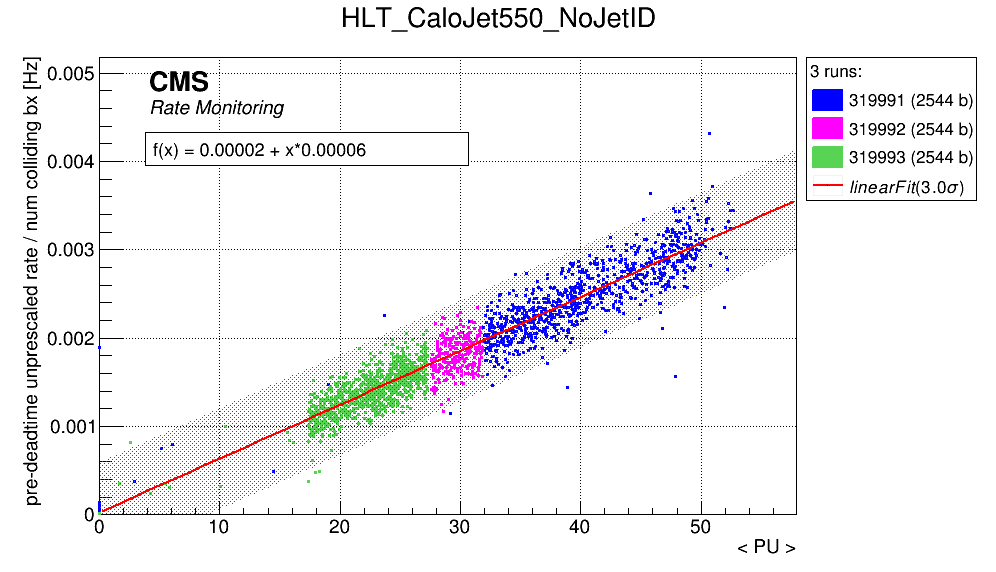 HLT_CaloJet550_NoJetID
pre-deadtime unprescaled rate / num colliding bx [Hz]
0.005
0.004
0.003
0.002
0.001
0
CMS
Rate Monitoring
f(x) = 0.00002 + x*0.00006
3 runs:
319991 (2544 b)
319992 (2544 b)
319993 (2544 b)
linearFit(3.0σ)
0 10 20 30 40 50
< PU >